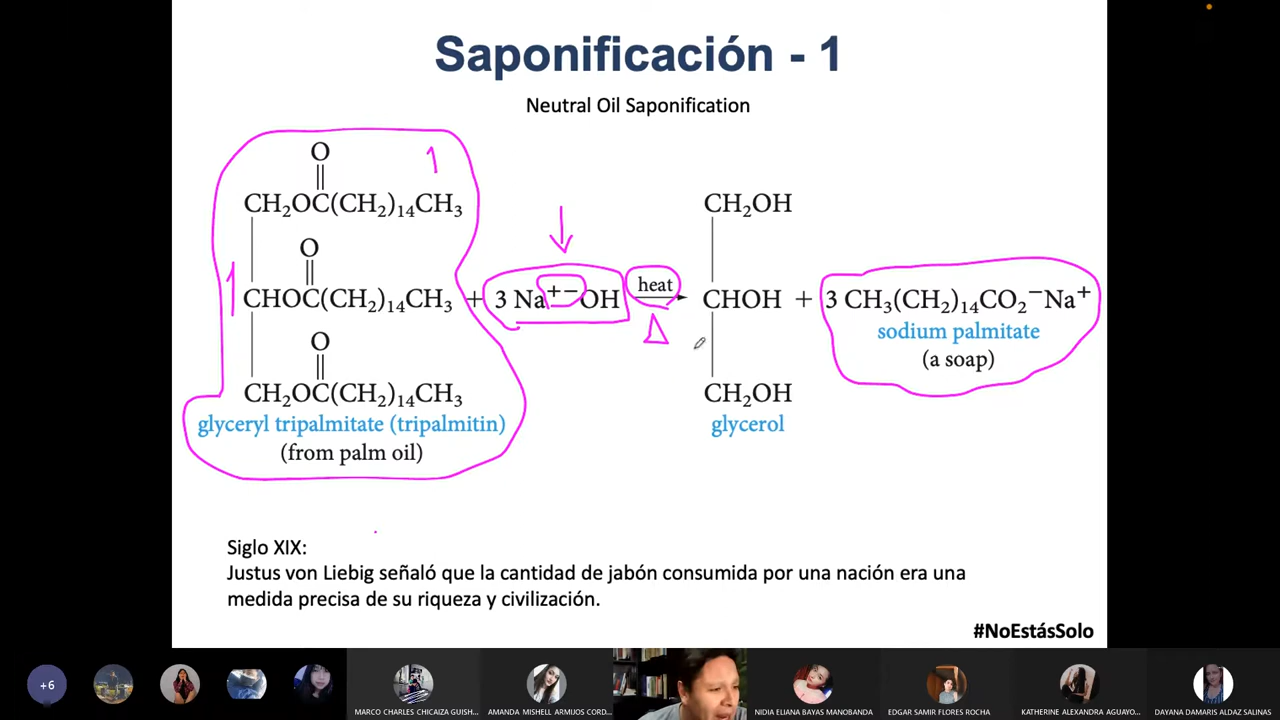 Saponificación - 1
Neutral Oil Saponification
O
1
CH₂OC(CH₂)₁₄CH₃
CH₂OH
O
1
CHOC(CH₂)₁₄CH₃ + 3 Na⁺⁻OH heat CHOH + 3 CH₃(CH₂)₁₄CO₂⁻Na⁺
Δ
sodium palmitate
(a soap)
O
CH₂OC(CH₂)₁₄CH₃
CH₂OH
glyceryl tripalmitate (tripalmitin)
glycerol
(from palm oil)
Siglo XIX:
Justus von Liebig señaló que la cantidad de jabón consumida por una nación era una
medida precisa de su riqueza y civilización.
#NoEstásSolo
+6
MARCO CHARLES CHICAIZA GUISH...
AMANDA MISHELL ARMIJOS CORD...
NIDIA ELIANA BAYAS MANOBANDA
EDGAR SAMIR FLORES ROCHA
KATHERINE ALEXANDRA AGUAYO...
DAYANA DAMARIS ALDAZ SALINAS